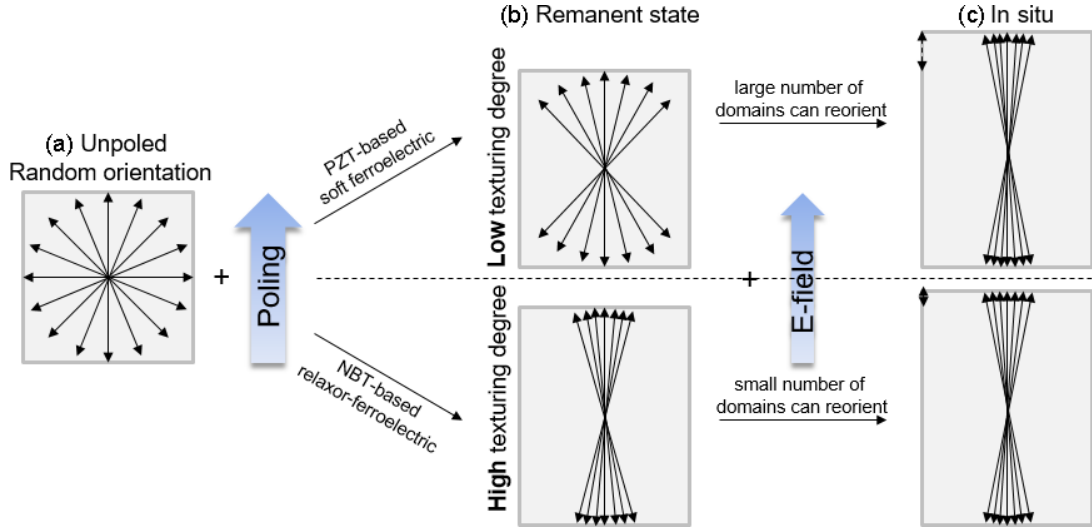 (a) Unpoled
Random orientation
+
Poling
PZT-based
soft ferroelectric
NBT-based
relaxor-ferroelectric
(b) Remanent state
Low texturing degree
High texturing degree
large number of
domains can reorient
+
E-field
small number of
domains can reorient
(c) In situ